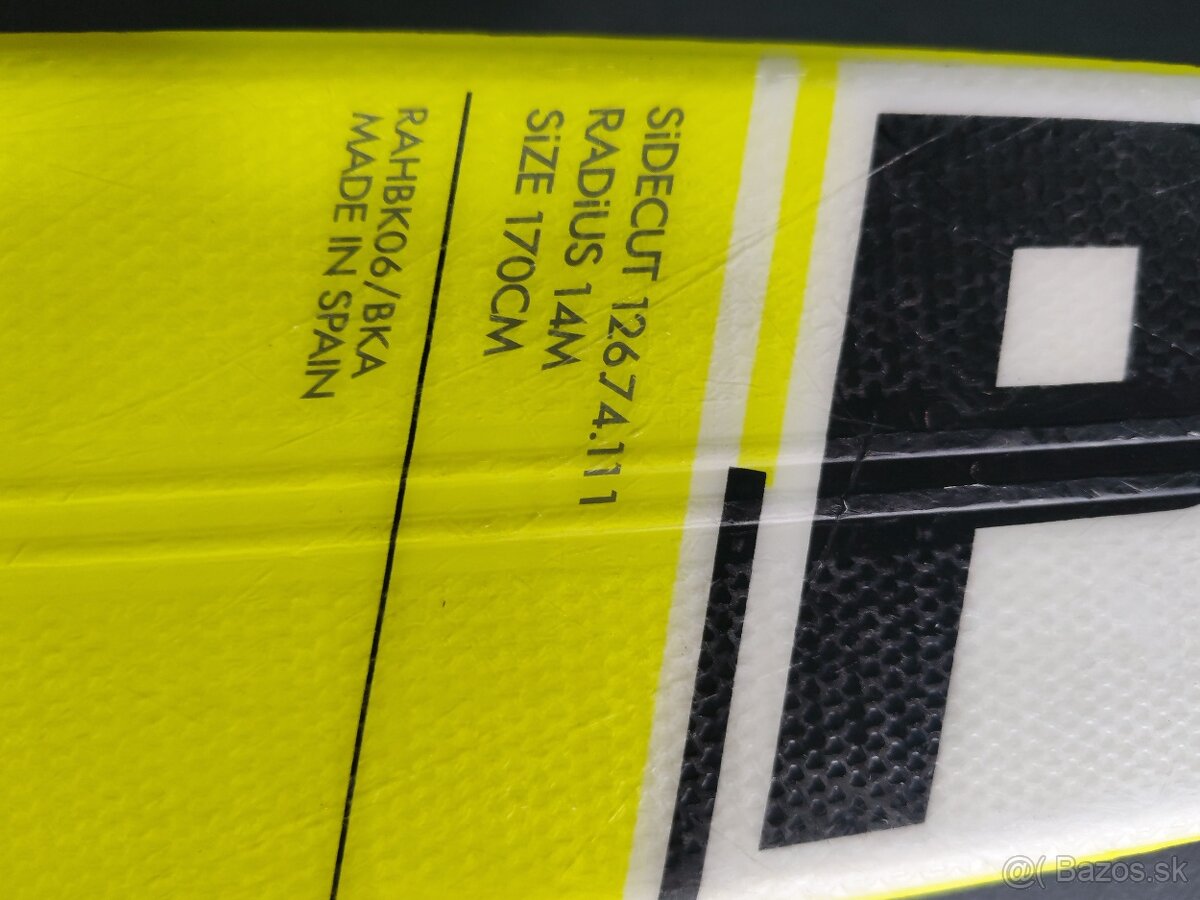 SiDECUT 126.74.111
RADiUS 14M
SiZE 170CM
RAHBK06/BKA
MADE IN SPAIN
@( Bazos.sk